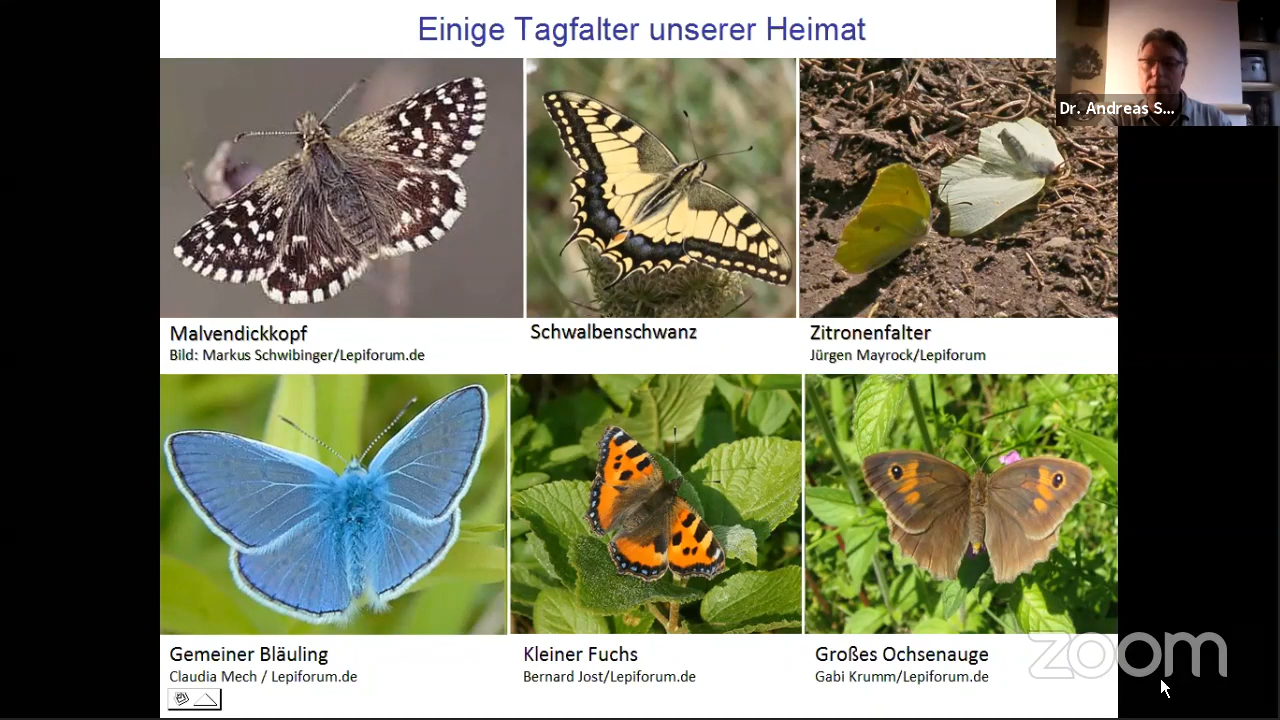 Einige Tagfalter unserer Heimat
Dr. Andreas S...
Malvendickkopf
Bild: Markus Schwibinger/Lepiforum.de
Schwalbenschwanz
Zitronenfalter
Jürgen Mayrock/Lepiforum
Gemeiner Bläuling
Claudia Mech / Lepiforum.de
Kleiner Fuchs
Bernard Jost/Lepiforum.de
Großes Ochsenauge
Gabi Krumm/Lepiforum.de
zoom